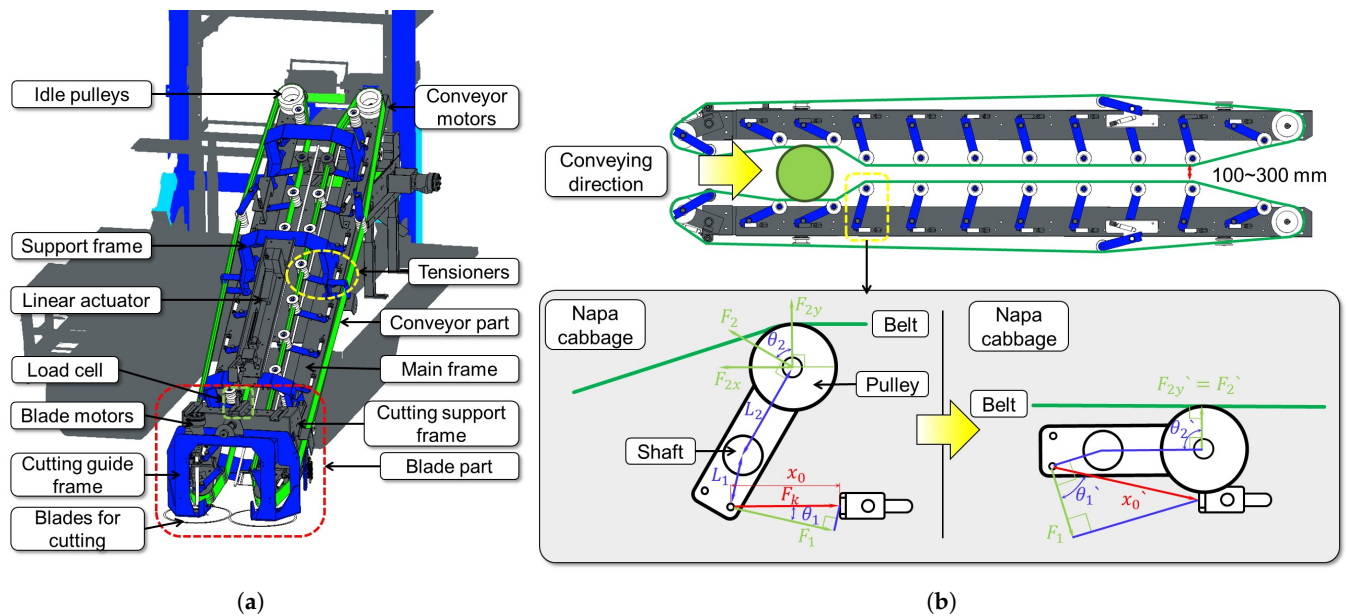 Idle pulleys
Conveyor
motors
Support frame
Tensioners
Linear actuator
Conveyor part
Load cell
Main frame
Blade motors
Cutting support
frame
Cutting guide
frame
Blade part
Blades for
cutting
(a)
Conveying
direction
100~300 mm
Napa
cabbage
F₂
F₂y
θ₂
F₂x
Belt
Pulley
L₂
Shaft
L₁
x₀
Fₖ
θ₁
F₁
Napa
cabbage
Belt
F₂y` = F₂`
θ₂`
θ₁`
x₀`
F₁
(b)